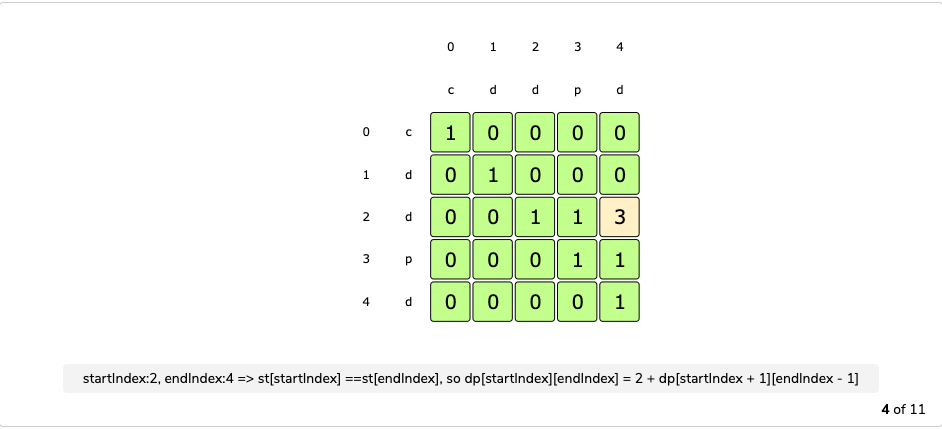 0 1 2 3 4
c d d p d
0 c 1 0 0 0 0
1 d 0 1 0 0 0
2 d 0 0 1 1 3
3 p 0 0 0 1 1
4 d 0 0 0 0 1
startIndex:2, endIndex:4 => st[startIndex] ==st[endIndex], so dp[startIndex][endIndex] = 2 + dp[startIndex + 1][endIndex - 1]
4 of 11